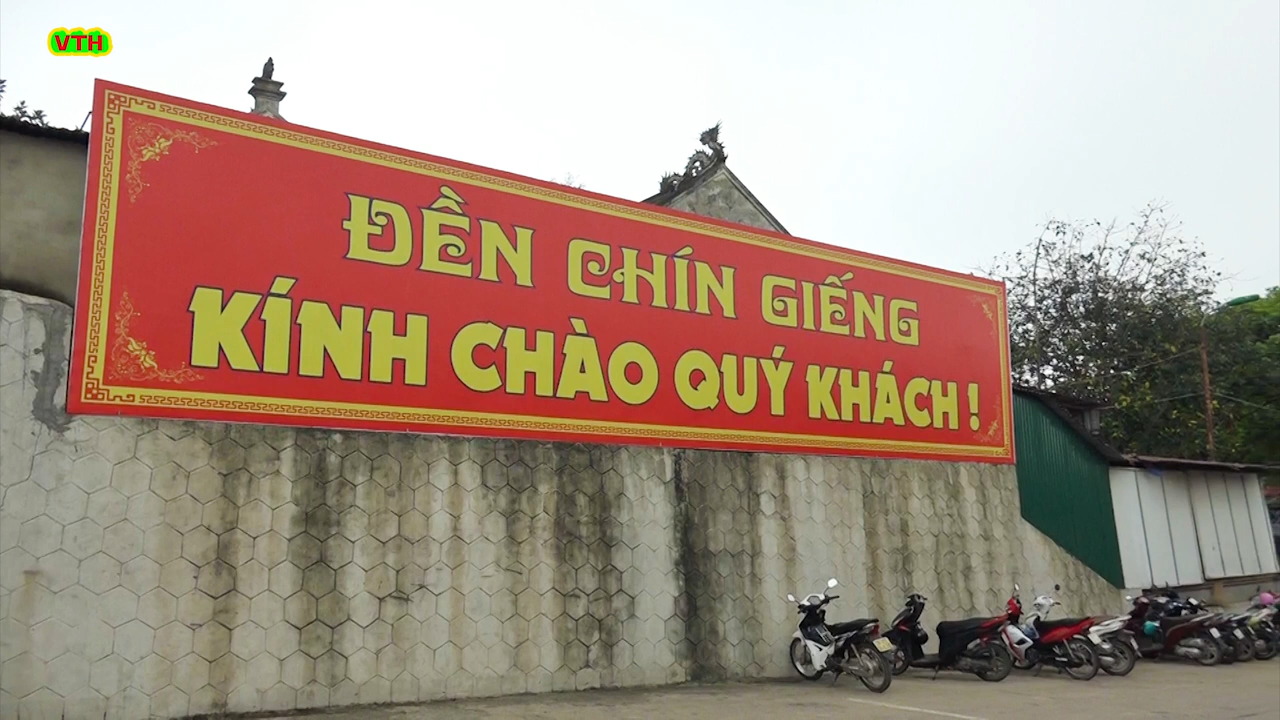 VTH
ĐỀN CHÍN GIẾNG
KÍNH CHÀO QUÝ KHÁCH !